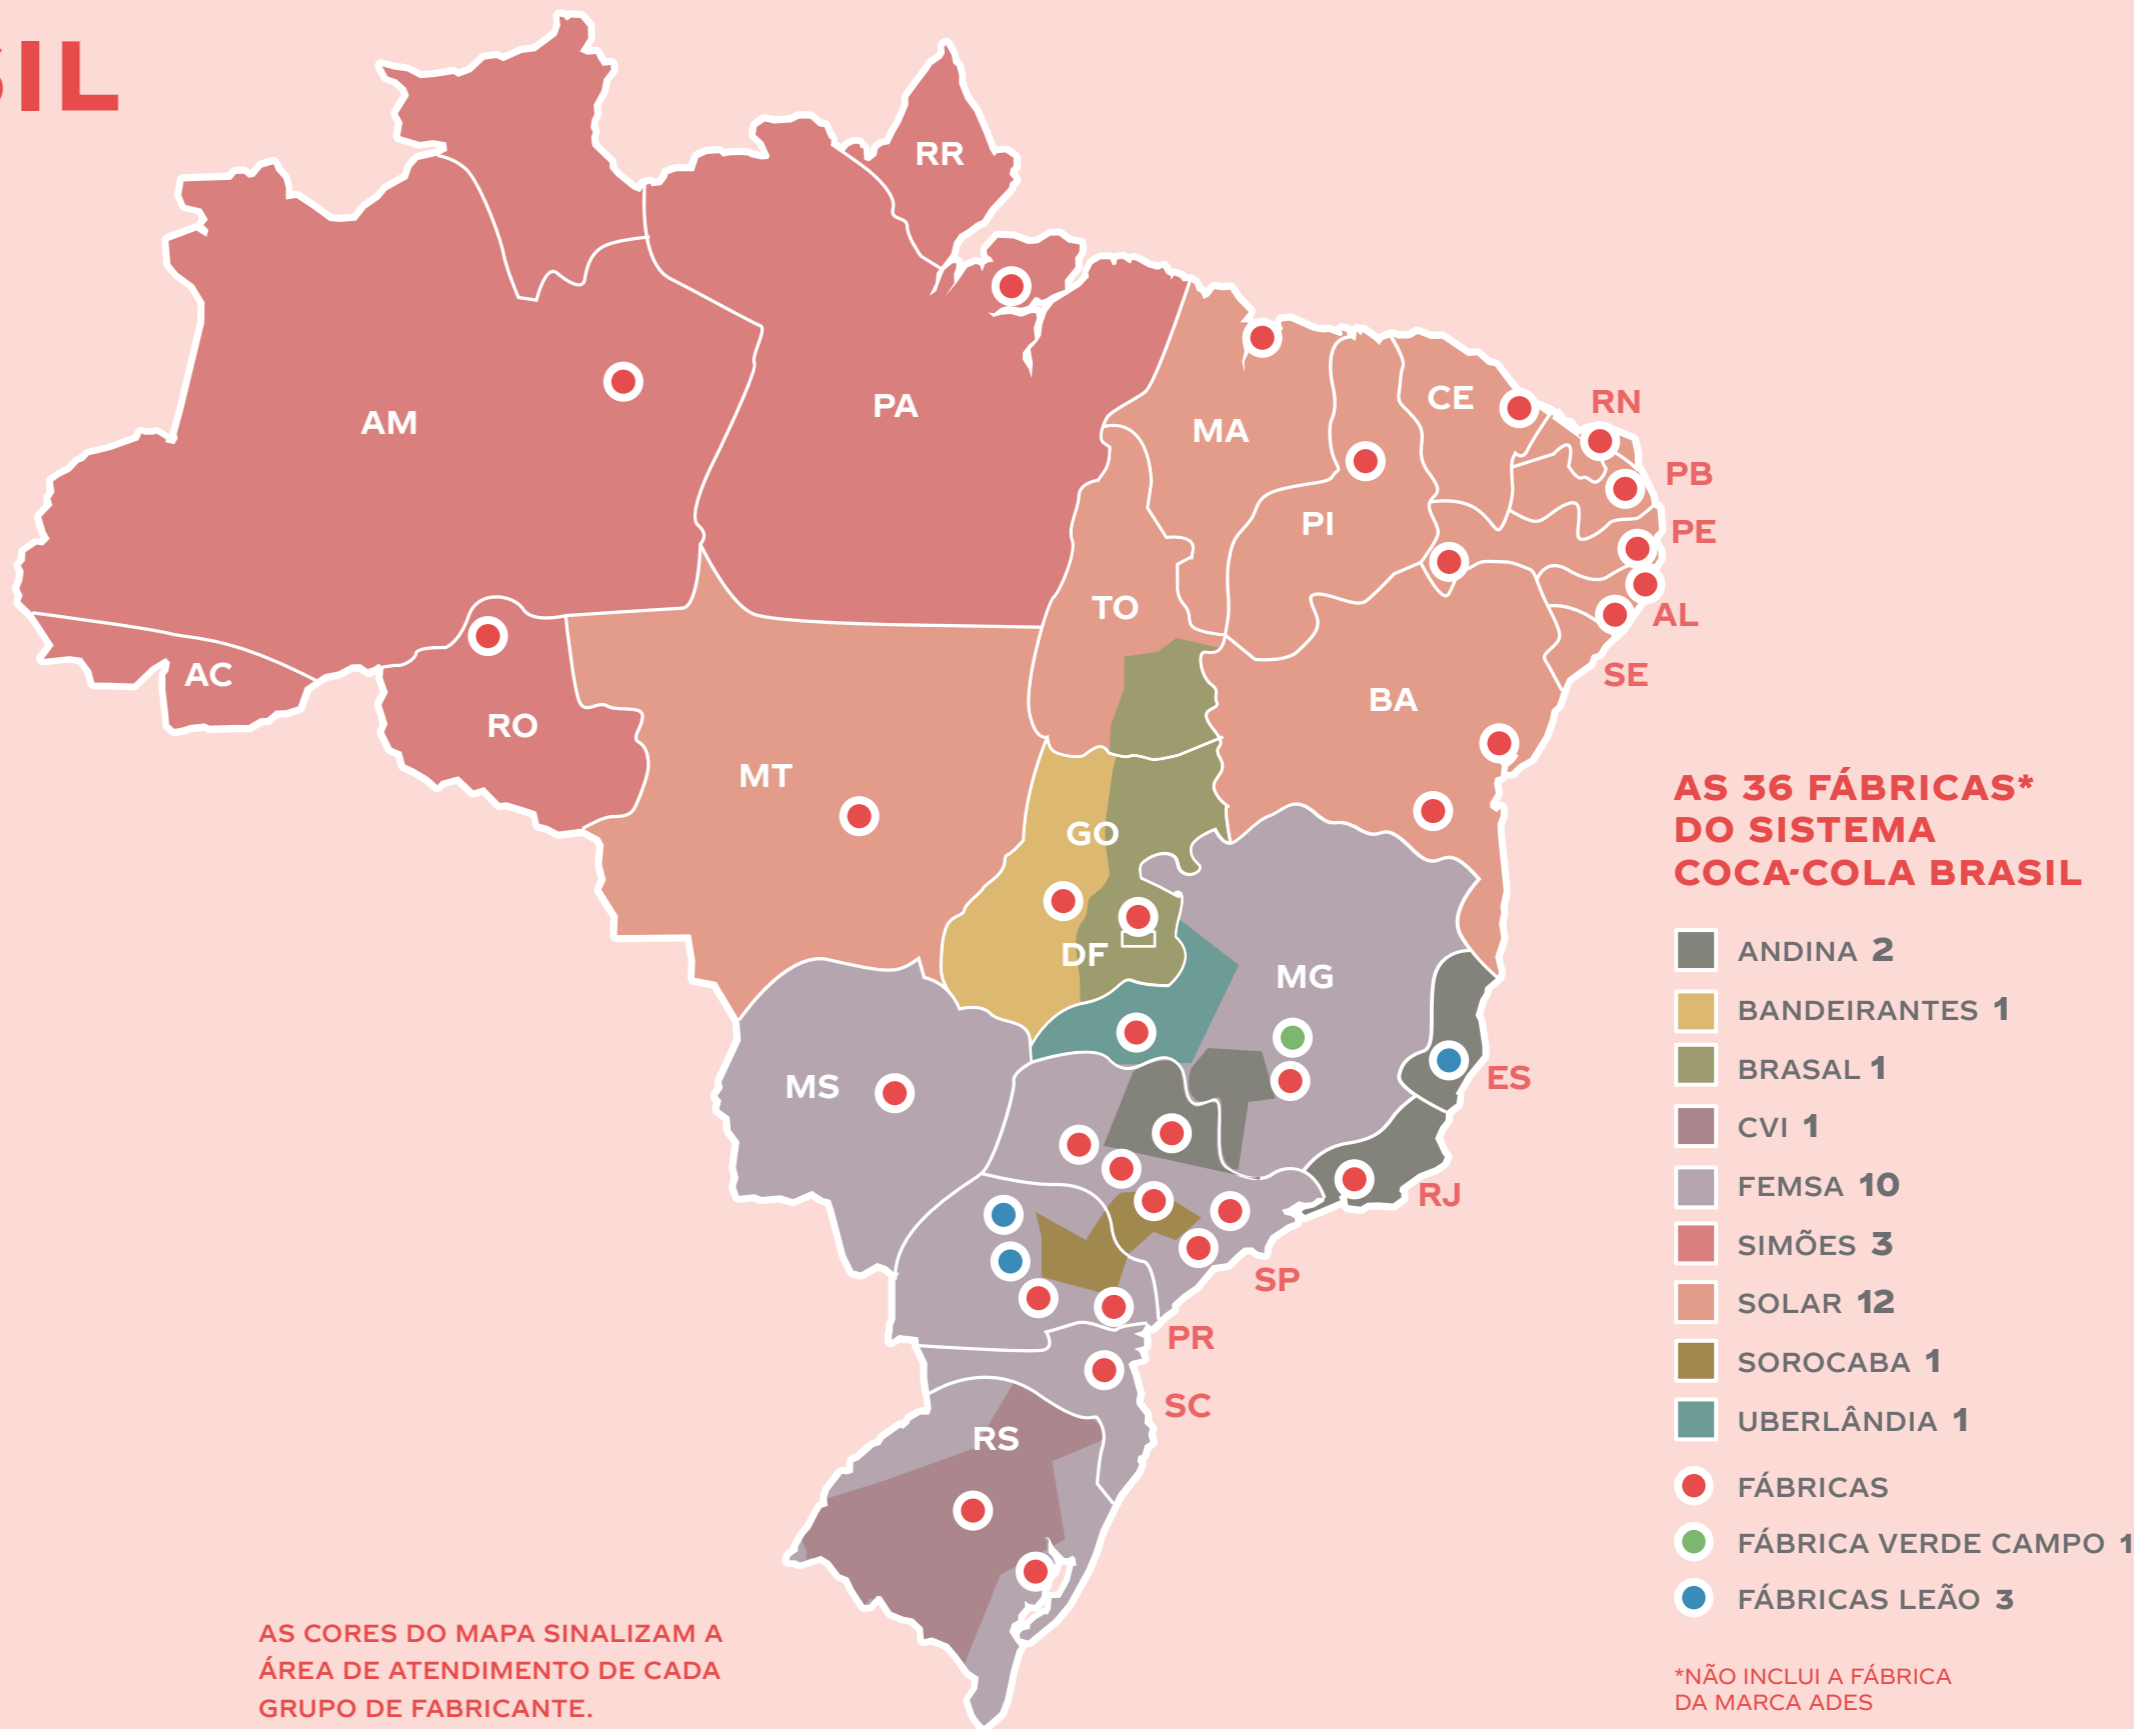 SIL
RR
AM
PA
MA
CE
RN
PB
PI
PE
TO
AL
AC
SE
RO
BA
MT
GO
DF
MG
MS
ES
RJ
SP
PR
SC
RS
AS 36 FÁBRICAS*
DO SISTEMA
COCA-COLA BRASIL
ANDINA 2
BANDEIRANTES 1
BRASAL 1
CVI 1
FEMSA 10
SIMÕES 3
SOLAR 12
SOROCABA 1
UBERLÂNDIA 1
FÁBRICAS
FÁBRICA VERDE CAMPO 1
FÁBRICAS LEÃO 3
*NÃO INCLUI A FÁBRICA
DA MARCA ADES
AS CORES DO MAPA SINALIZAM A
ÁREA DE ATENDIMENTO DE CADA
GRUPO DE FABRICANTE.